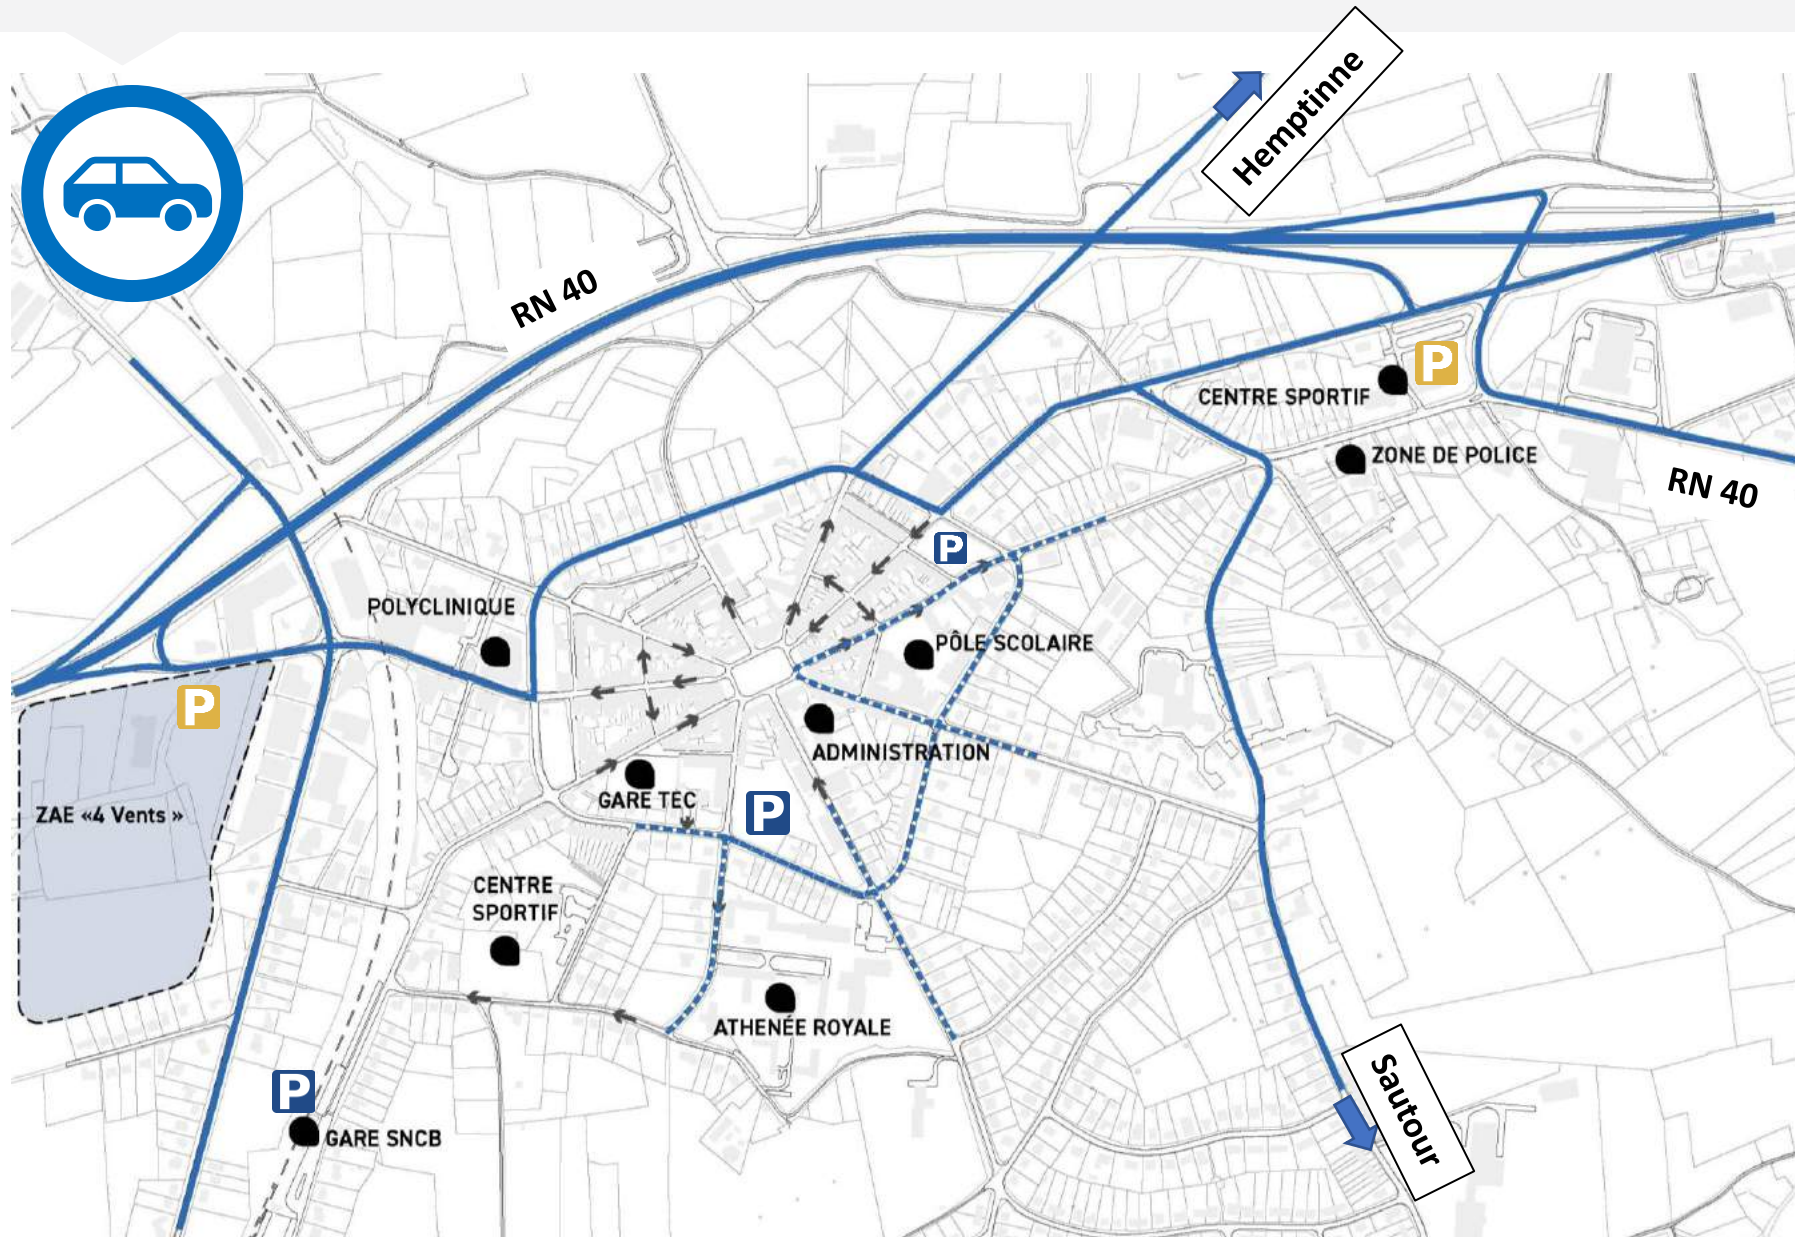 Hemptinne
RN 40
P
CENTRE SPORTIF
ZONE DE POLICE
RN 40
P
POLYCLINIQUE
PÔLE SCOLAIRE
P
ADMINISTRATION
GARE TEC
P
ZAE «4 Vents »
CENTRE
SPORTIF
ATHENÉE ROYALE
Sautour
P
GARE SNCB